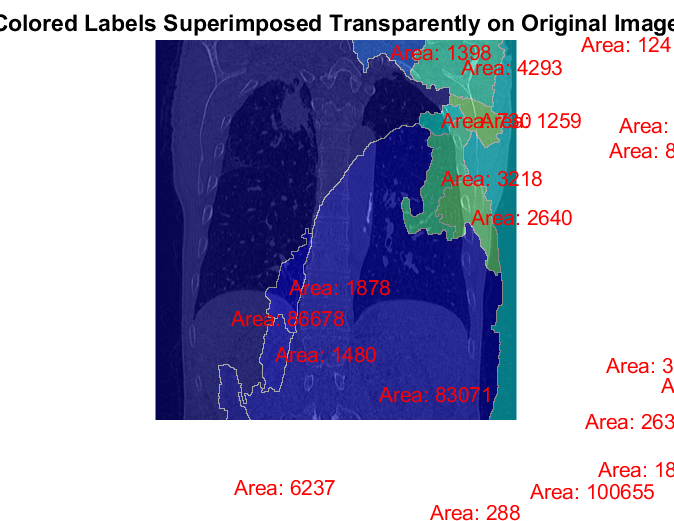 Colored Labels Superimposed Transparently on Original Image
Area: 1398
Area: 124
Area: 4293
Area: 1259
Area:
Area: 8
Area: 3218
Area: 2640
Area: 1878
Area: 86678
Area: 1480
Area: 3
Area: 83071
Area: 263
Area: 18
Area: 6237
Area: 100655
Area: 288